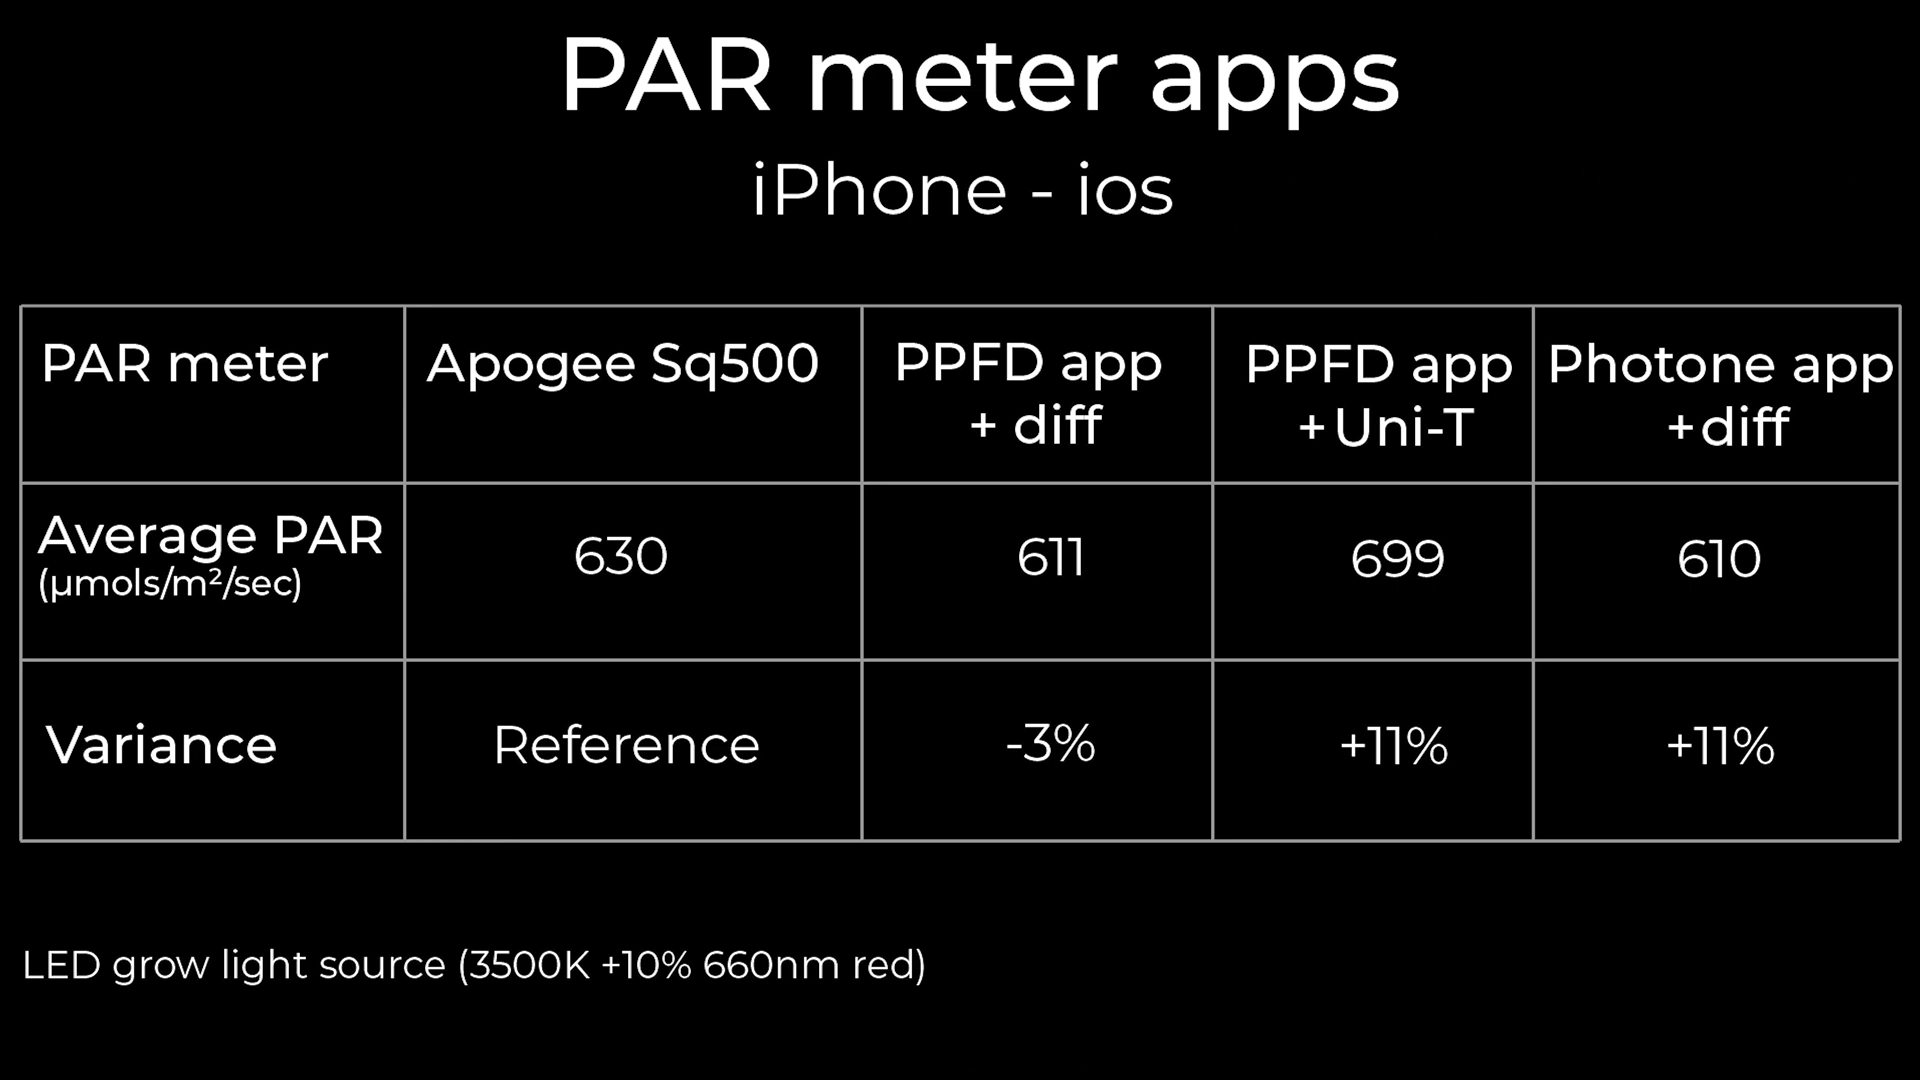 PAR meter apps
iPhone - ios
PAR meter
Apogee Sq500
PPFD app
+ diff
PPFD app
+Uni-T
Photone app
+diff
Average PAR
(µmols/m²/sec)
630
611
699
610
Variance
Reference
-3%
+11%
+11%
LED grow light source (3500K +10% 660nm red)